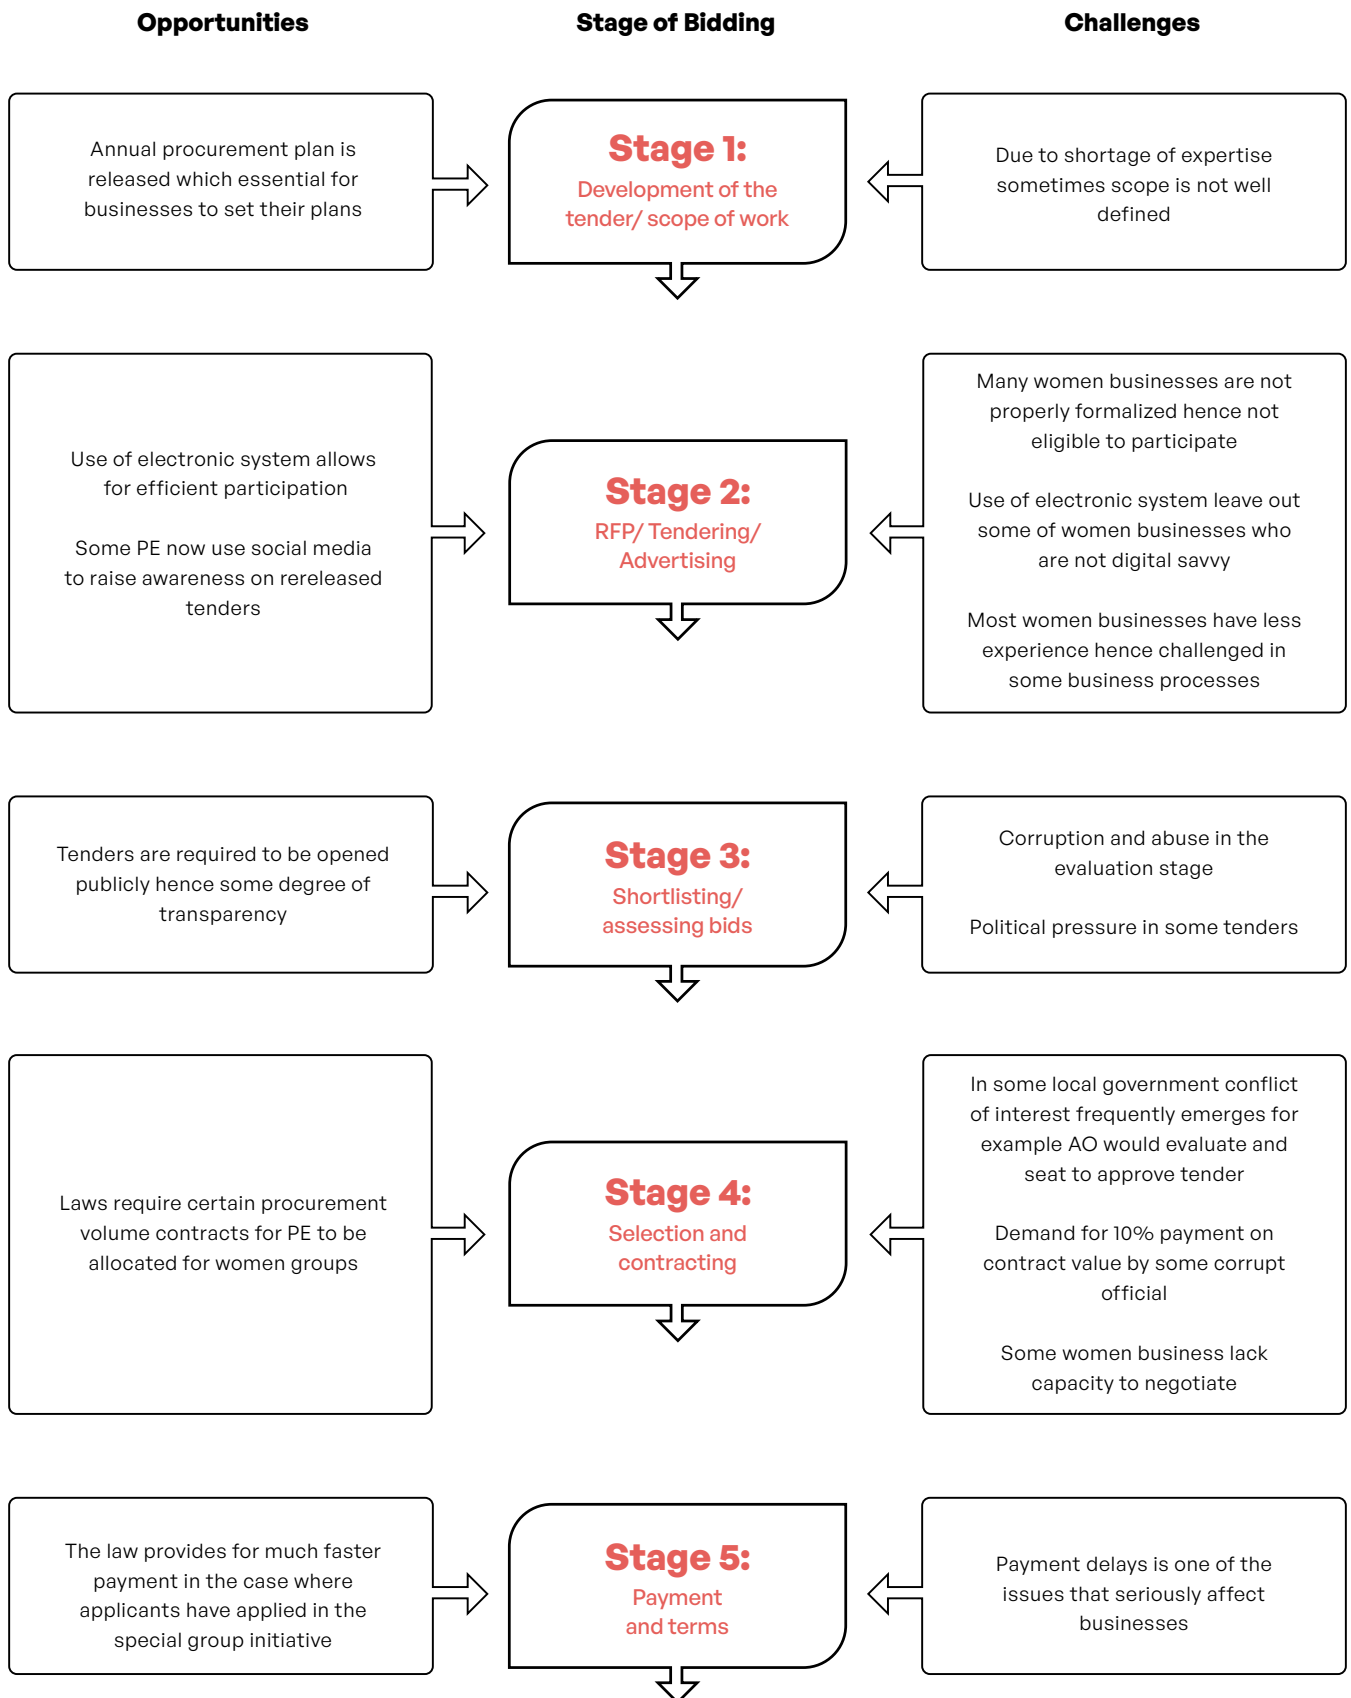 Opportunities
Stage of Bidding
Challenges
Annual procurement plan is
released which essential for
businesses to set their plans
Stage 1:
Development of the
tender/ scope of work
Due to shortage of expertise
sometimes scope is not well
defined
Use of electronic system allows
for efficient participation
Some PE now use social media
to raise awareness on rereleased
tenders
Stage 2:
RFP/ Tendering/
Advertising
Many women businesses are not
properly formalized hence not
eligible to participate
Use of electronic system leave out
some of women businesses who
are not digital savvy
Most women businesses have less
experience hence challenged in
some business processes
Tenders are required to be opened
publicly hence some degree of
transparency
Stage 3:
Shortlisting/
assessing bids
Corruption and abuse in the
evaluation stage
Political pressure in some tenders
Laws require certain procurement
volume contracts for PE to be
allocated for women groups
Stage 4:
Selection and
contracting
In some local government conflict
of interest frequently emerges for
example AO would evaluate and
seat to approve tender
Demand for 10% payment on
contract value by some corrupt
official
Some women business lack
capacity to negotiate
The law provides for much faster
payment in the case where
applicants have applied in the
special group initiative
Stage 5:
Payment
and terms
Payment delays is one of the
issues that seriously affect
businesses